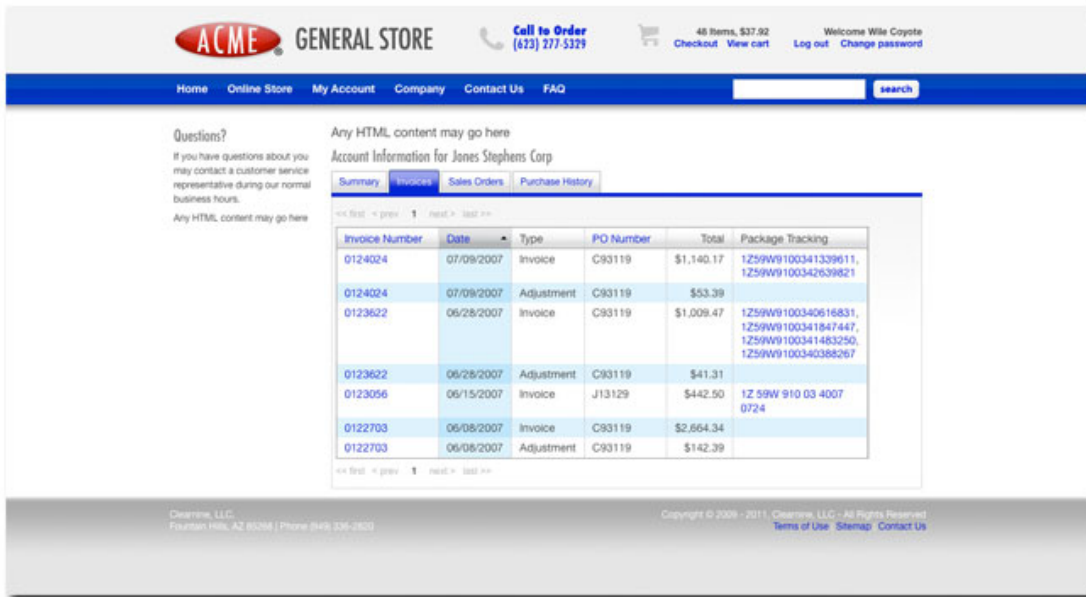 ACME GENERAL STORE
Call to Order
(623) 277-5329
48 Items, $37.92
Checkout View cart
Welcome Wile Coyote
Log out Change password
Home Online Store My Account Company Contact Us FAQ
search
Questions?
If you have questions about you
may contact a customer service
representative during our normal
business hours.
Any HTML content may go here
Any HTML content may go here
Account Information for Jones Stephens Corp
Summary Invoices Sales Orders Purchase History
<< first < prev 1 next > last >>
Invoice Number Date Type PO Number Total Package Tracking
0124024 07/09/2007 Invoice C93119 $1,140.17 1Z59W9100341339611,
1Z59W9100342639821
0124024 07/09/2007 Adjustment C93119 $53.39
0123622 06/28/2007 Invoice C93119 $1,009.47 1Z59W9100340616831,
1Z59W9100341847447,
1Z59W9100341483250,
1Z59W9100340388267
0123622 06/28/2007 Adjustment C93119 $41.31
0123056 06/15/2007 Invoice J13129 $442.50 1Z 59W 910 03 4007
0724
0122703 06/08/2007 Invoice C93119 $2,664.34
0122703 06/08/2007 Adjustment C93119 $142.39
<< first < prev 1 next > last >>
Clearnine, LLC.
Fountain Hills, AZ 85268 | Phone (949) 336-2820
Copyright © 2009 - 2011, Clearnine, LLC - All Rights Reserved
Terms of Use Sitemap Contact Us